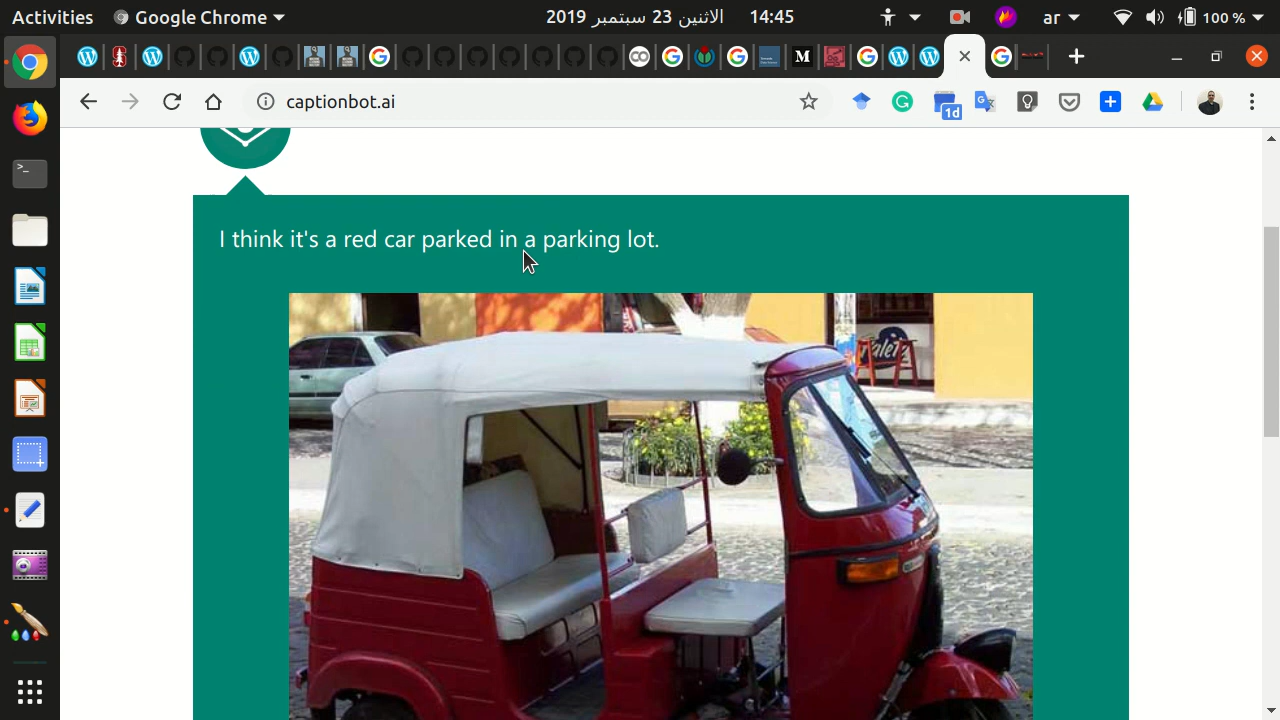 Activities
Google Chrome
الاثنين 23 سبتمبر 2019 14:45
ar
100 %
captionbot.ai
1d
I think it's a red car parked in a parking lot.